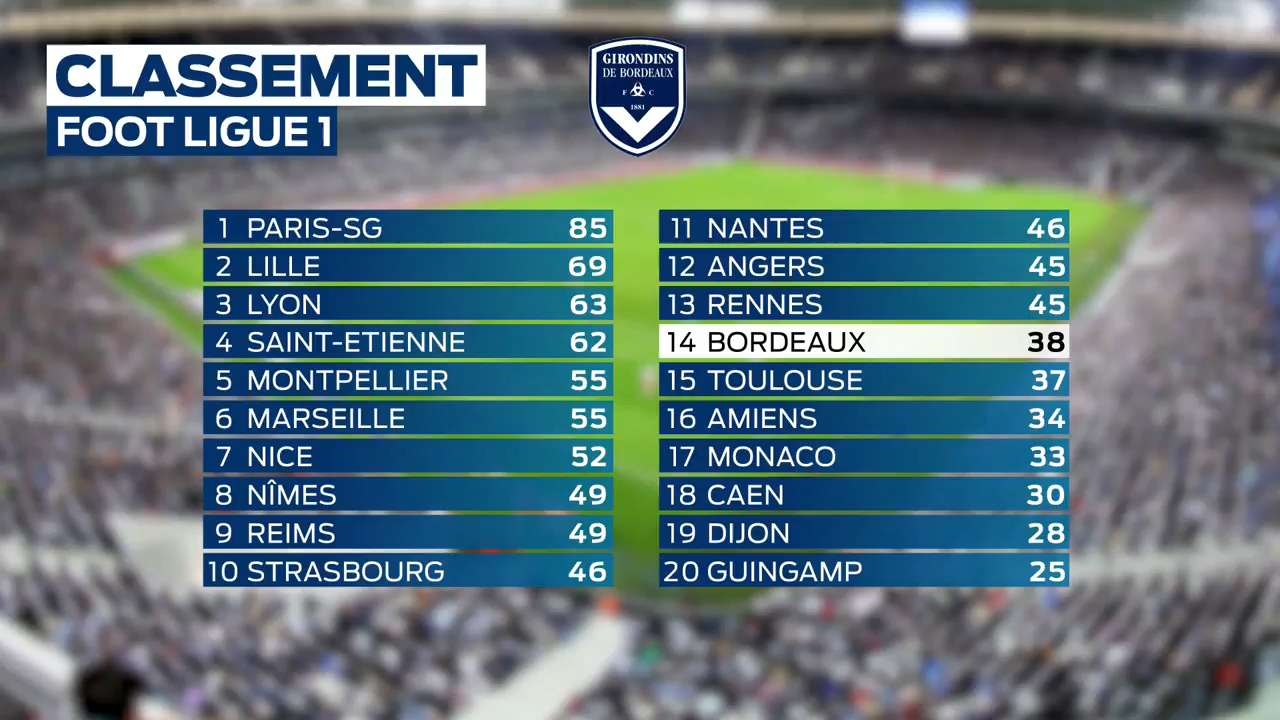 CLASSEMENT
FOOT LIGUE 1
GIRONDINS
DE BORDEAUX
F C
1881
1 PARIS-SG 85
2 LILLE 69
3 LYON 63
4 SAINT-ETIENNE 62
5 MONTPELLIER 55
6 MARSEILLE 55
7 NICE 52
8 NÎMES 49
9 REIMS 49
10 STRASBOURG 46
11 NANTES 46
12 ANGERS 45
13 RENNES 45
14 BORDEAUX 38
15 TOULOUSE 37
16 AMIENS 34
17 MONACO 33
18 CAEN 30
19 DIJON 28
20 GUINGAMP 25